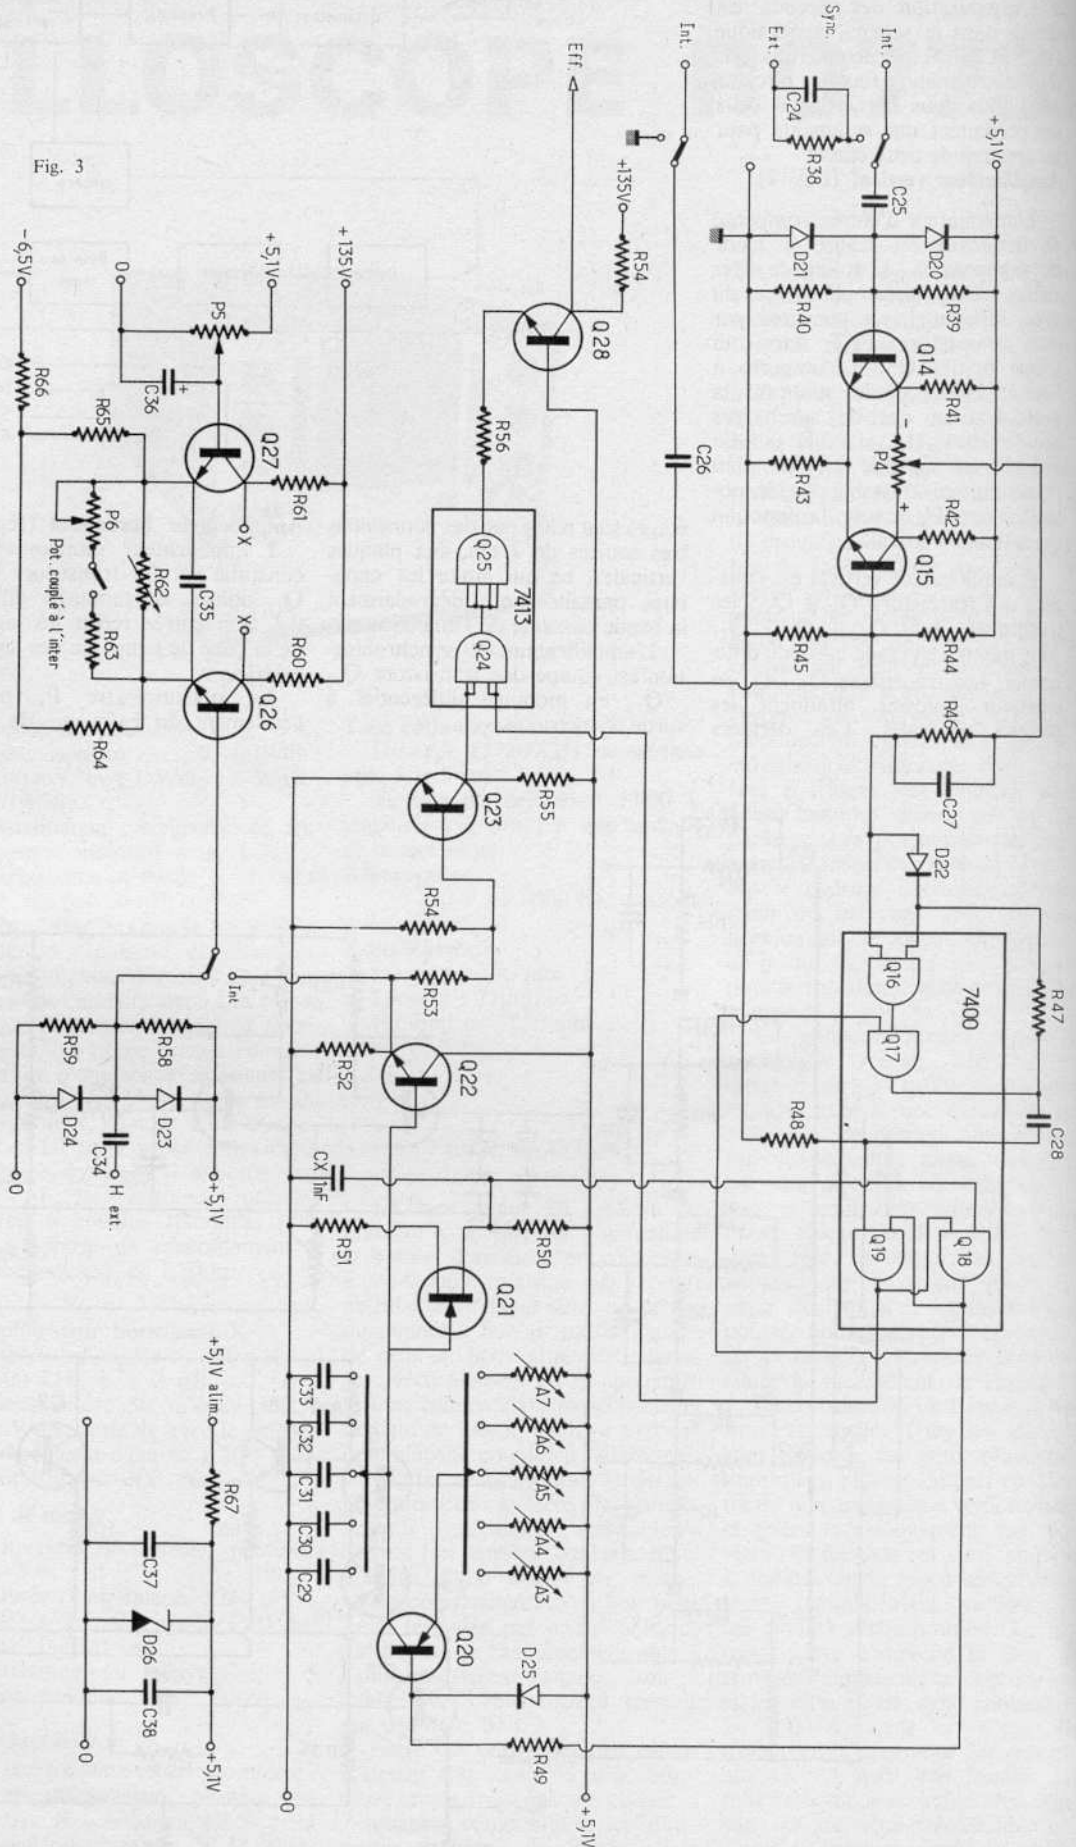 Fig. 3
+5,1V
Int.
Sync.
Ext.
Int.
C24
R38
C25
D20
D21
R39
R40
Q14
R41
-
P4
+
R43
R42
Q15
R44
R45
C26
R46
C27
D22
R47
C28
7400
Q16
Q17
R48
Q18
Q19
Eff.
+135V
R54
Q28
R56
7413
Q25
Q24
R55
Q23
R54
R53
Q22
R52
CX 1nF
R50
R51
Q21
A7
A6
A5
A4
A3
C33
C32
C31
C30
C29
Q20
D25
R49
+5,1V
0
+135V
+5,1V
P5
0
C36
+
-6,5V
R66
R65
Q27
R61
X
P6
Pot. couplé à l'inter
R62
C35
R63
X
R60
Q26
R64
Int
R59
R58
D24
D23
C34
H ext.
+5,1V
0
+5,1V alim.
R67
C37
D26
C38
+5,1V
0